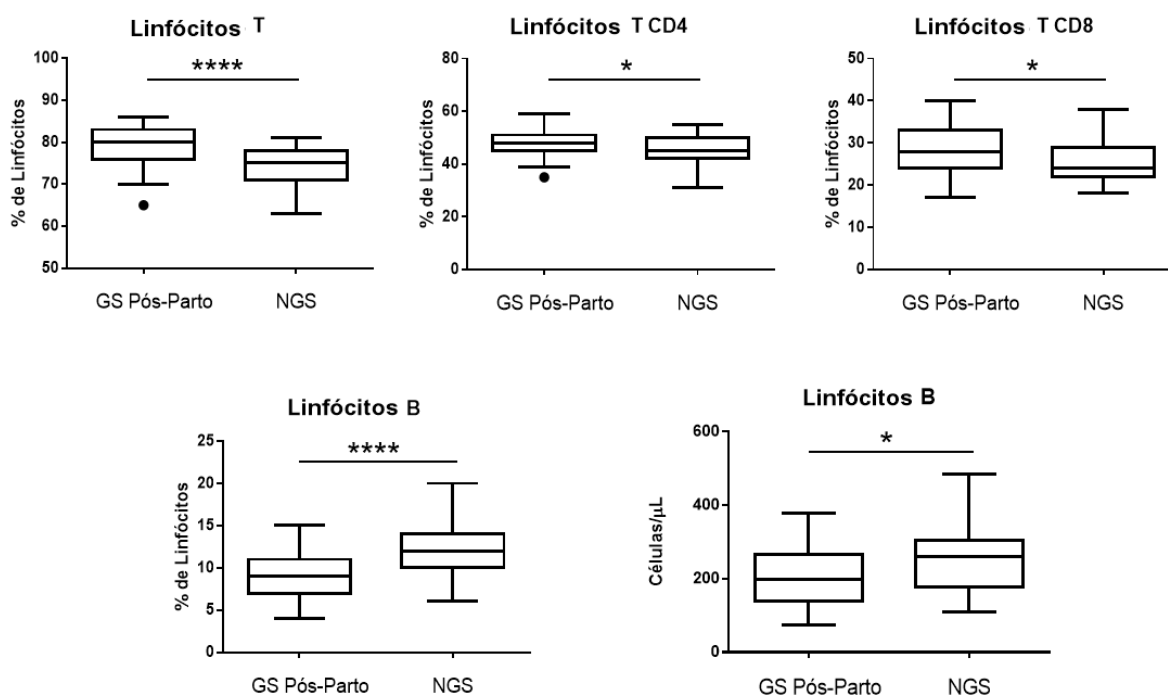 Linfócitos T
****
% de Linfócitos
100
90
80
70
60
50
GS Pós-Parto
NGS
Linfócitos T CD4
*
% de Linfócitos
80
60
40
20
0
GS Pós-Parto
NGS
Linfócitos T CD8
*
% de Linfócitos
50
40
30
20
10
0
GS Pós-Parto
NGS
Linfócitos B
****
% de Linfócitos
25
20
15
10
5
0
GS Pós-Parto
NGS
Linfócitos B
*
Células/µL
600
400
200
0
GS Pós-Parto
NGS